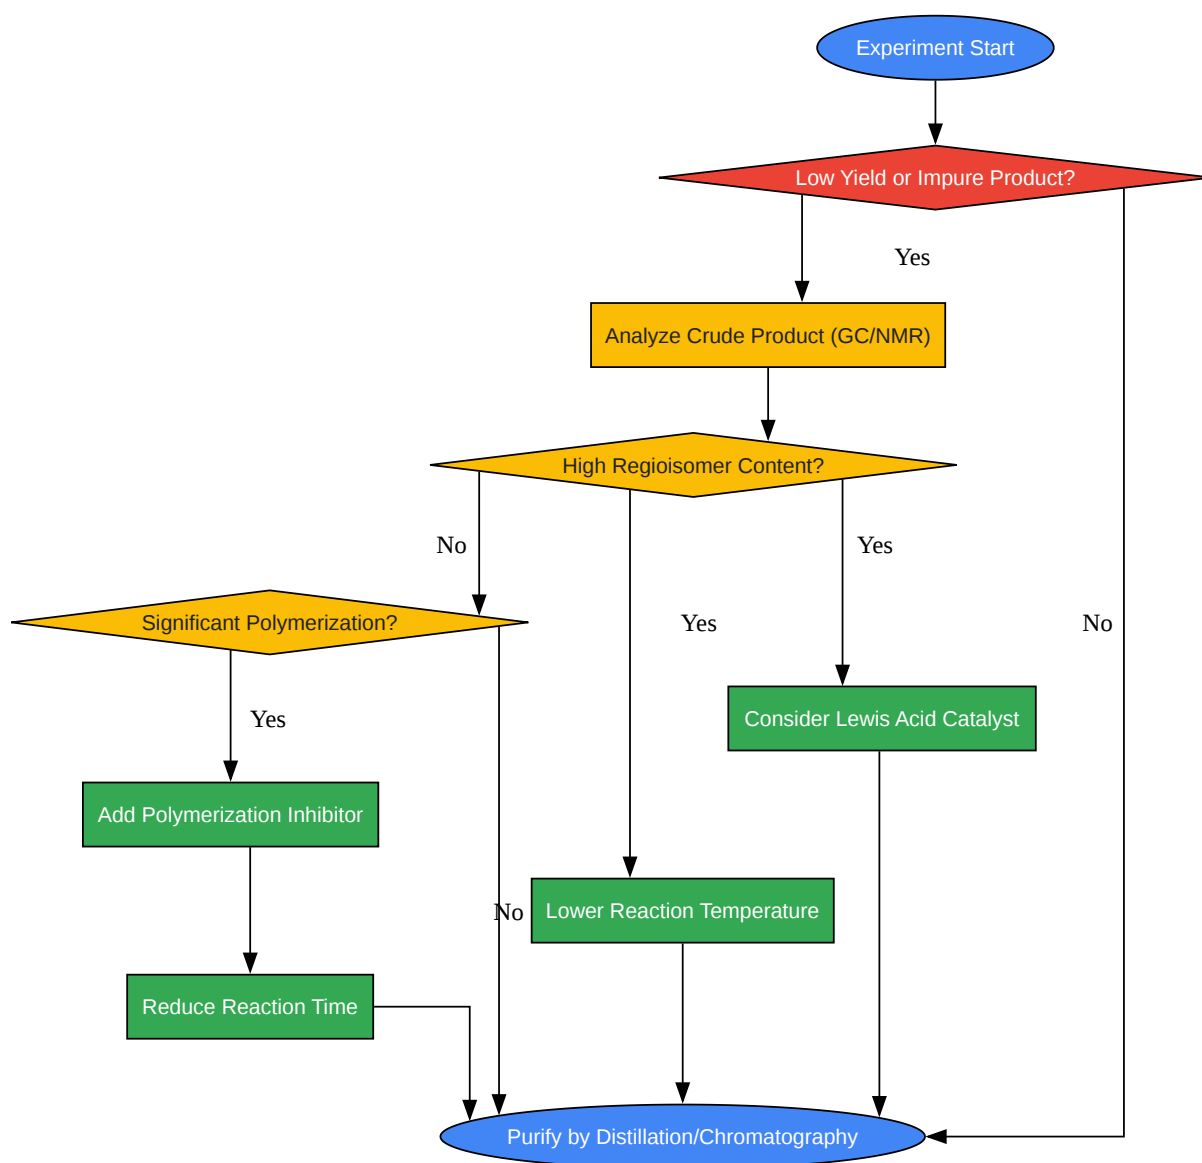 Experiment Start
Low Yield or Impure Product?
Yes
Analyze Crude Product (GC/NMR)
High Regioisomer Content?
No
Yes
Significant Polymerization?
Yes
No
Yes
Consider Lewis Acid Catalyst
Add Polymerization Inhibitor
No
Lower Reaction Temperature
Reduce Reaction Time
Purify by Distillation/Chromatography